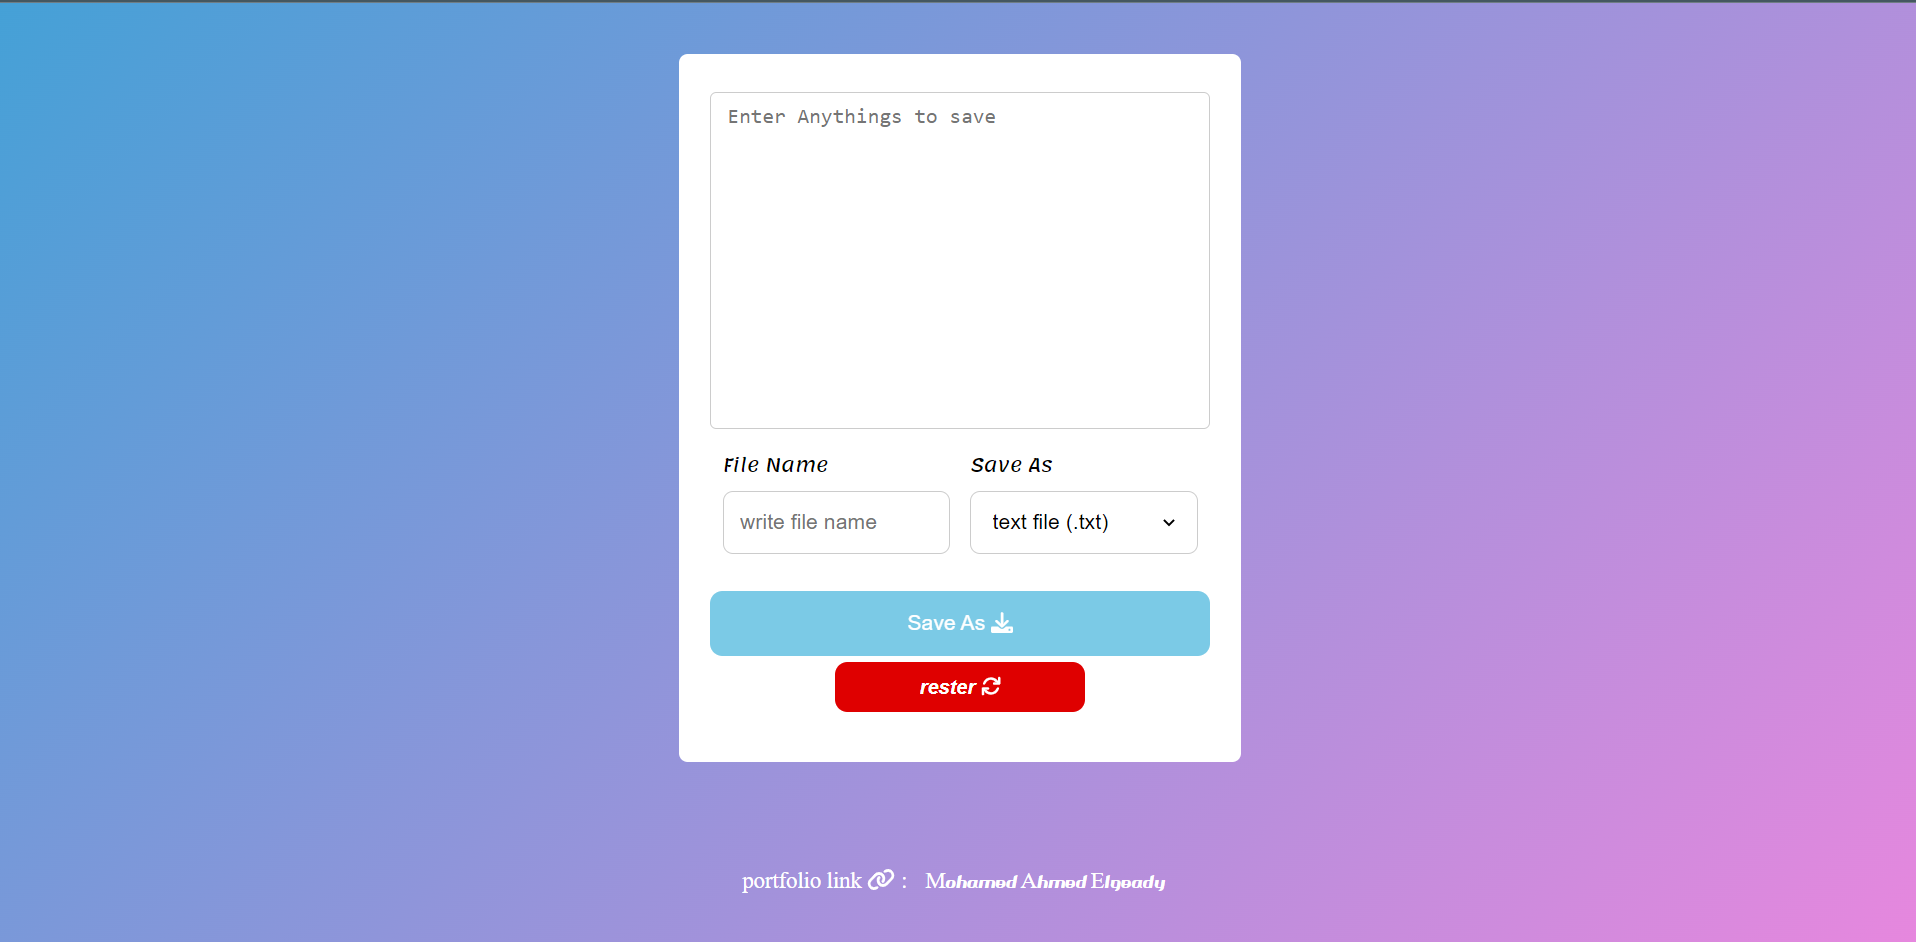 Enter Anythings to save
File Name Save As
write file name text file (.txt)
Save As
rester
portfolio link : Mohamed Ahmed Elgeady